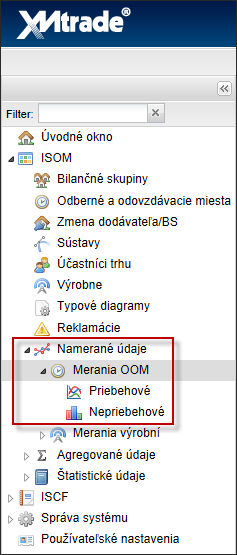 XMtrade®
Filter:
Úvodné okno
ISOM
Bilančné skupiny
Odberné a odovzdávacie miesta
Zmena dodávateľa/BS
Sústavy
Účastníci trhu
Výrobne
Typové diagramy
Reklamácie
Namerané údaje
Merania OOM
Priebehové
Nepriebehové
Merania výrobní
Agregované údaje
Štatistické údaje
ISCF
Správa systému
Používateľské nastavenia